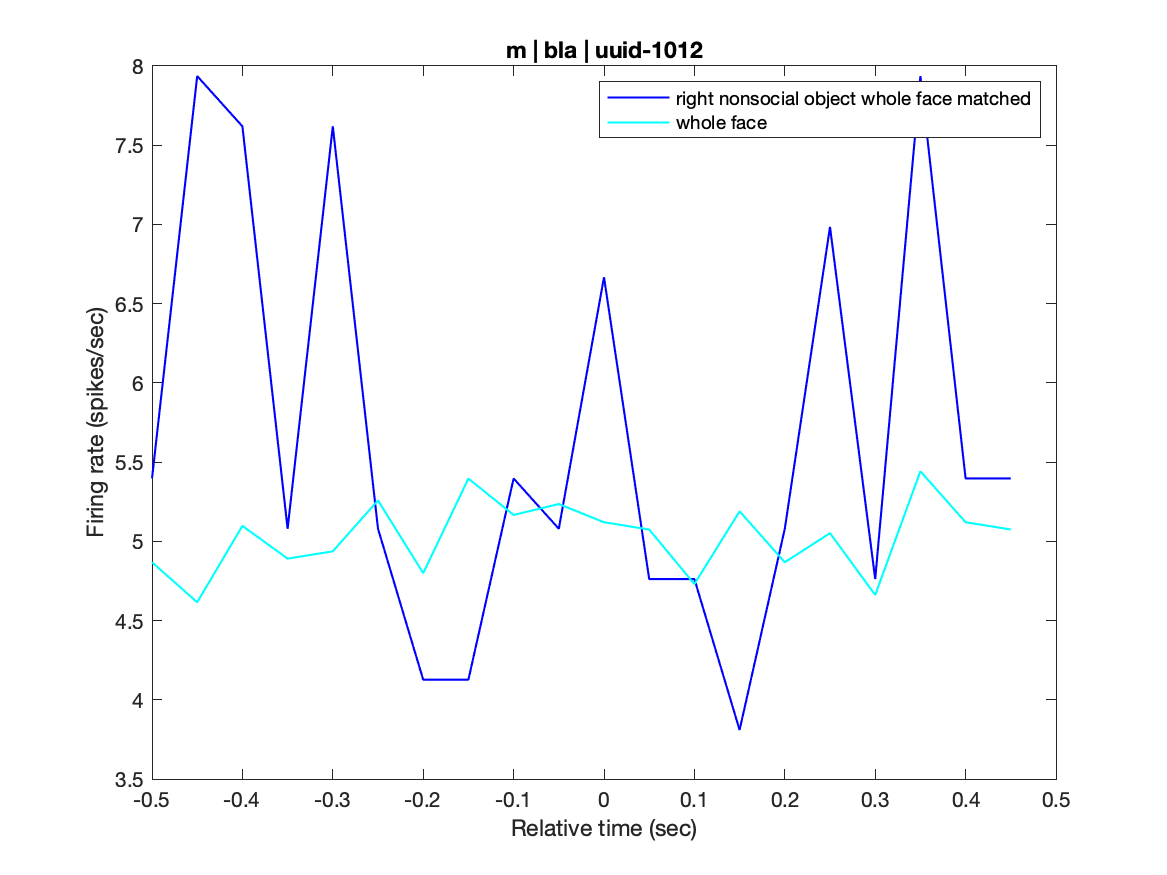 m | bla | uuid-1012
right nonsocial object whole face matched
whole face
8
7.5
7
6.5
6
5.5
5
4.5
4
3.5
Firing rate (spikes/sec)
-0.5 -0.4 -0.3 -0.2 -0.1 0 0.1 0.2 0.3 0.4 0.5
Relative time (sec)